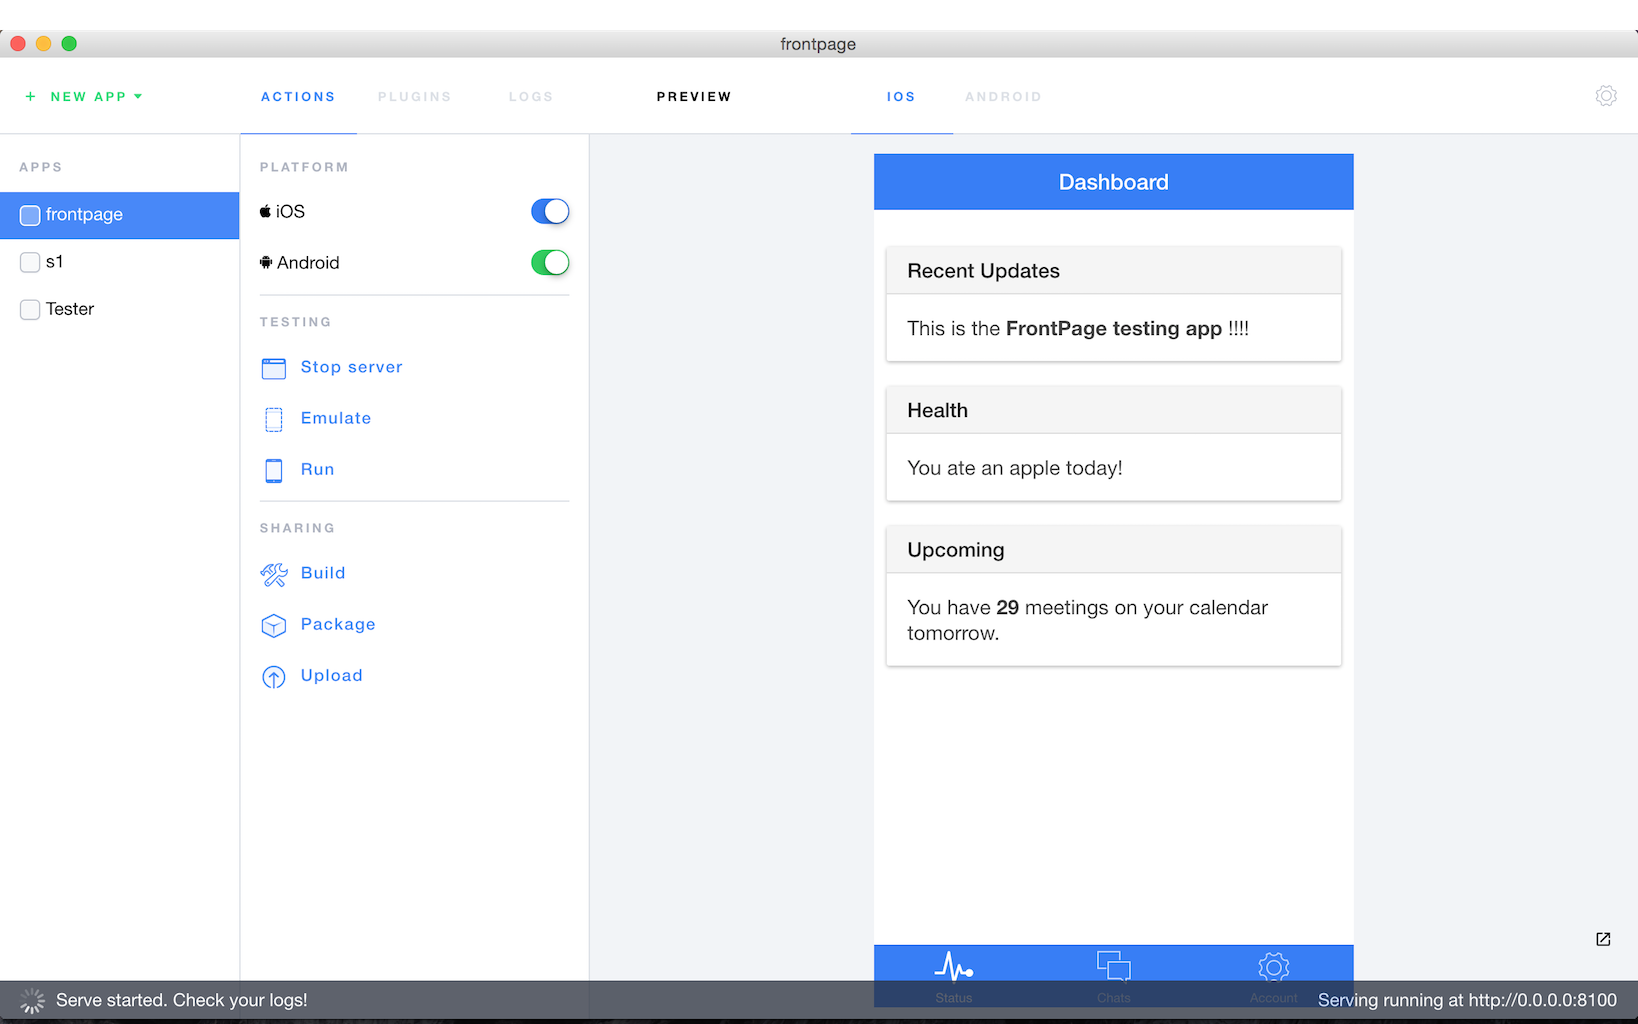 frontpage
+ NEW APP
ACTIONS
PLUGINS
LOGS
PREVIEW
IOS
ANDROID
APPS
frontpage
s1
Tester
PLATFORM
iOS
Android
TESTING
Stop server
Emulate
Run
SHARING
Build
Package
Upload
Dashboard
Recent Updates
This is the FrontPage testing app !!!!
Health
You ate an apple today!
Upcoming
You have 29 meetings on your calendar
tomorrow.
Status
Chats
Account
Serve started. Check your logs!
Serving running at http://0.0.0.0:8100